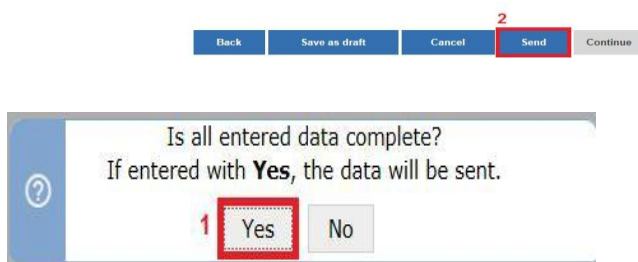 2
Back Save as draft Cancel Send Continue
Is all entered data complete?
If entered with Yes, the data will be sent.
1 Yes No